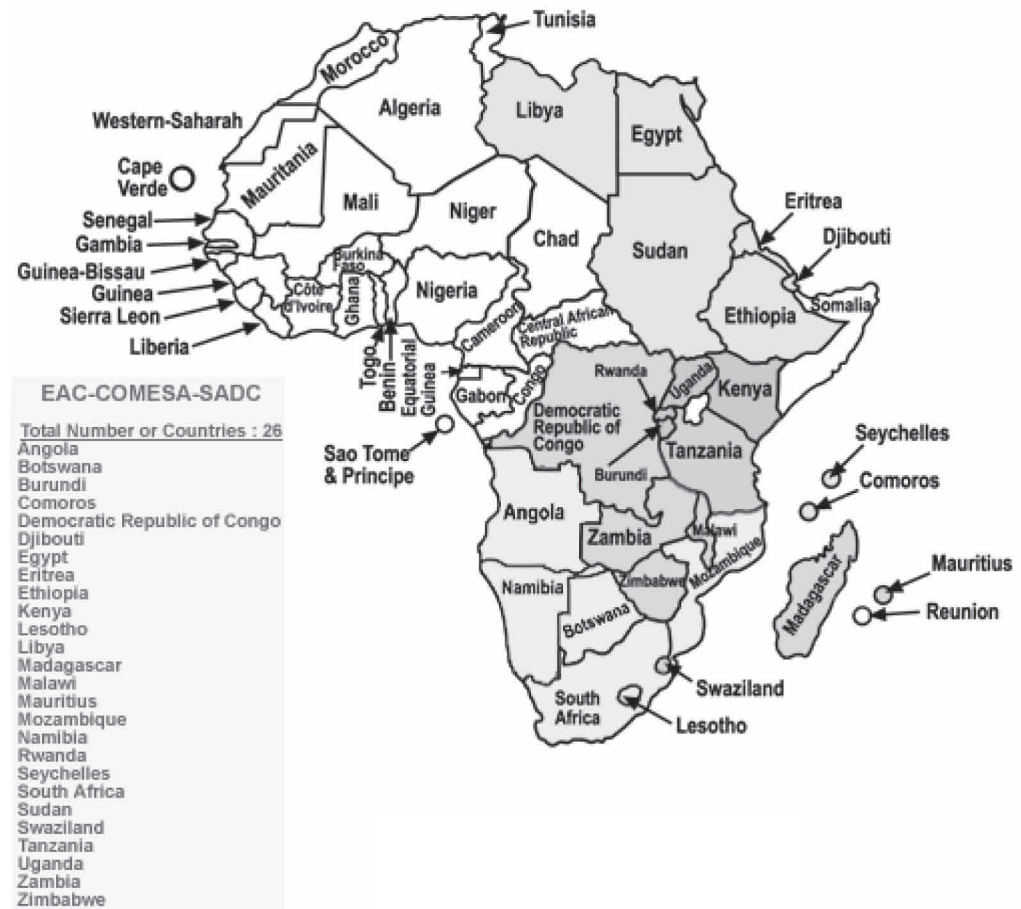 Tunisia
Morocco
Algeria
Libya
Egypt
Western-Saharah
Cape
Verde
Mauritania
Mali
Niger
Chad
Sudan
Eritrea
Djibouti
Senegal
Gambia
Guinea-Bissau
Guinea
Sierra Leon
Liberia
Burkina
Faso
Côte
d'Ivoire
Ghana
Togo
Benin
Nigeria
Cameroon
Central African
Republic
Ethiopia
Somalia
Equatorial
Guinea
Gabon
Congo
Sao Tome
& Principe
Democratic
Republic of
Congo
Rwanda
Uganda
Kenya
Burundi
Tanzania
Seychelles
Comoros
Angola
Zambia
Malawi
Mozambique
Mauritius
Reunion
Madagascar
Namibia
Zimbabwe
Botswana
South
Africa
Swaziland
Lesotho
EAC-COMESA-SADC
Total Number or Countries : 26
Angola
Botswana
Burundi
Comoros
Democratic Republic of Congo
Djibouti
Egypt
Eritrea
Ethiopia
Kenya
Lesotho
Libya
Madagascar
Malawi
Mauritius
Mozambique
Namibia
Rwanda
Seychelles
South Africa
Sudan
Swaziland
Tanzania
Uganda
Zambia
Zimbabwe